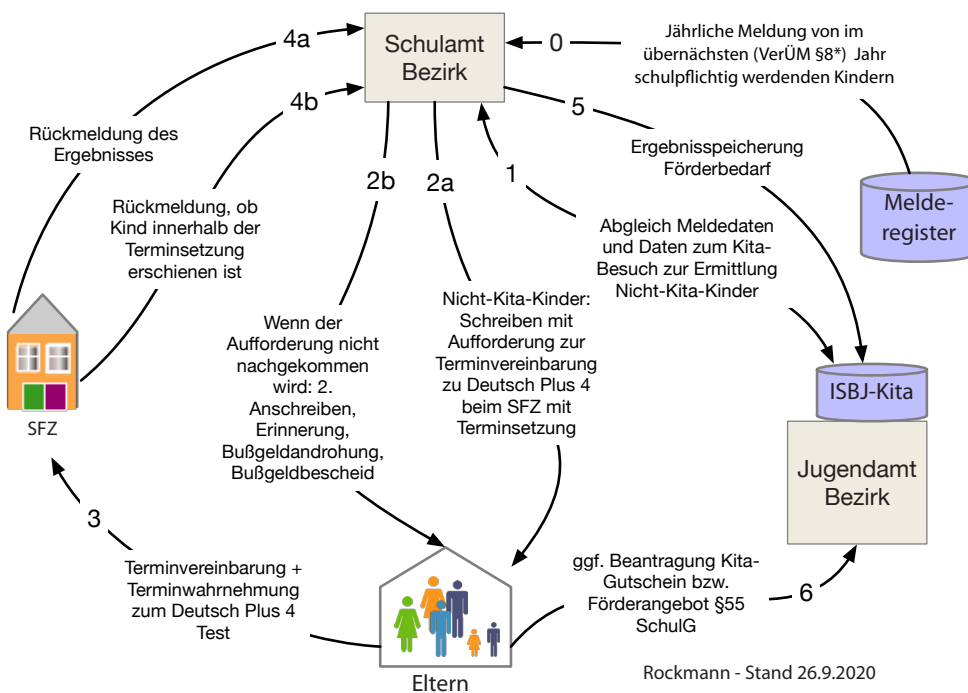 4a
Schulamt
Bezirk
0
Jährliche Meldung von im
übernächsten (VerÜM §8*) Jahr
schulpflichtig werdenden Kindern
4b
5
Rückmeldung des
Ergebnisses
2b
2a
1
Ergebnisspeicherung
Förderbedarf
Melde-
register
Rückmeldung, ob
Kind innerhalb der
Terminsetzung
erschienen ist
Abgleich Meldedaten
und Daten zum Kita-
Besuch zur Ermittlung
Nicht-Kita-Kinder
Wenn der
Aufforderung nicht
nachgekommen
wird: 2.
Anschreiben,
Erinnerung,
Bußgeldandrohung,
Bußgeldbescheid
Nicht-Kita-Kinder:
Schreiben mit
Aufforderung zur
Terminvereinbarung
zu Deutsch Plus 4
beim SFZ mit
Terminsetzung
ISBJ-Kita
SFZ
Jugendamt
Bezirk
3
Terminvereinbarung +
Terminwahrnehmung
zum Deutsch Plus 4
Test
ggf. Beantragung Kita-
Gutschein bzw.
Förderangebot §55
SchulG
6
Eltern
Rockmann - Stand 26.9.2020